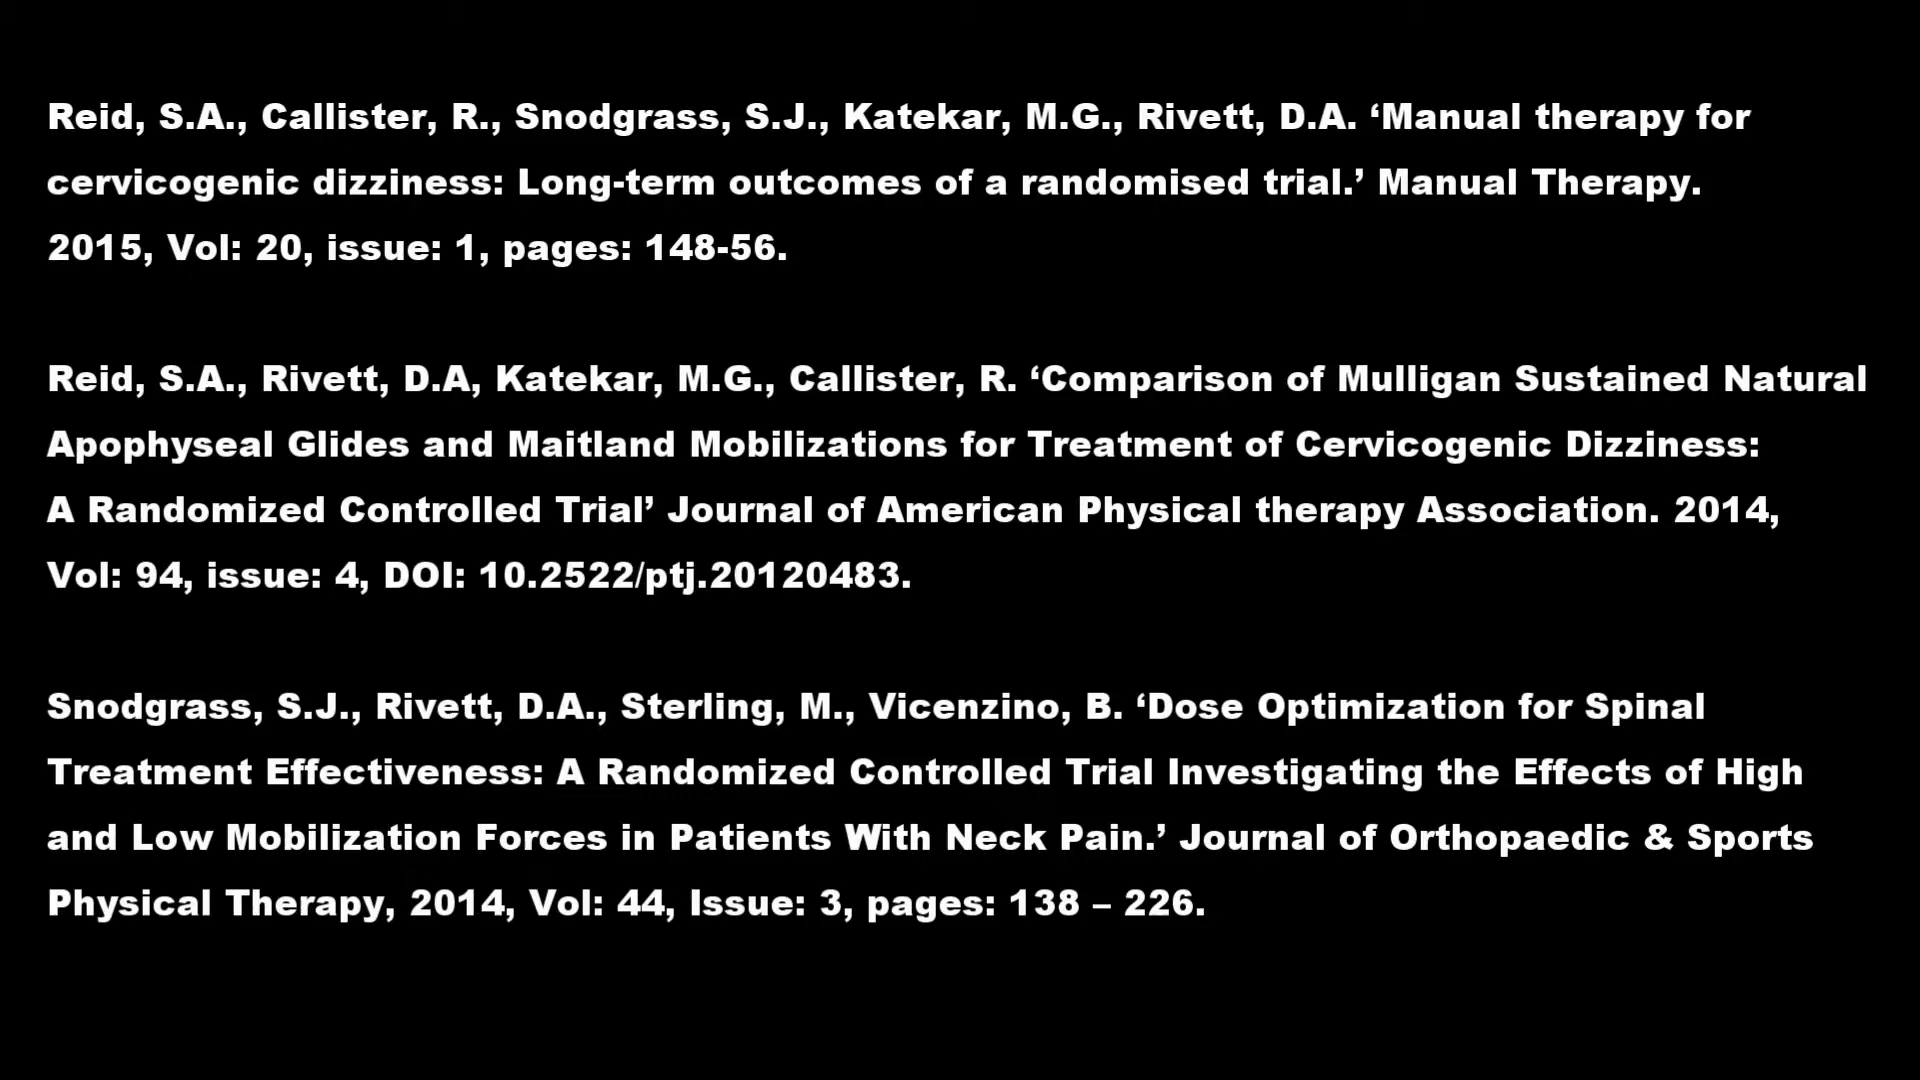 Reid, S.A., Callister, R., Snodgrass, S.J., Katekar, M.G., Rivett, D.A. ‘Manual therapy for
cervicogenic dizziness: Long-term outcomes of a randomised trial.’ Manual Therapy.
2015, Vol: 20, issue: 1, pages: 148-56.
Reid, S.A., Rivett, D.A, Katekar, M.G., Callister, R. ‘Comparison of Mulligan Sustained Natural
Apophyseal Glides and Maitland Mobilizations for Treatment of Cervicogenic Dizziness:
A Randomized Controlled Trial’ Journal of American Physical therapy Association. 2014,
Vol: 94, issue: 4, DOI: 10.2522/ptj.20120483.
Snodgrass, S.J., Rivett, D.A., Sterling, M., Vicenzino, B. ‘Dose Optimization for Spinal
Treatment Effectiveness: A Randomized Controlled Trial Investigating the Effects of High
and Low Mobilization Forces in Patients With Neck Pain.’ Journal of Orthopaedic & Sports
Physical Therapy, 2014, Vol: 44, Issue: 3, pages: 138 – 226.